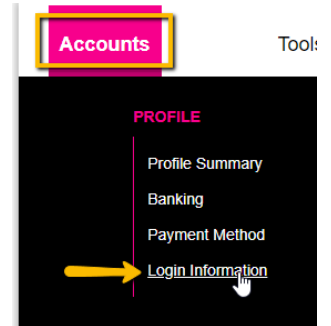 Accounts
Tools
PROFILE
Profile Summary
Banking
Payment Method
Login Information